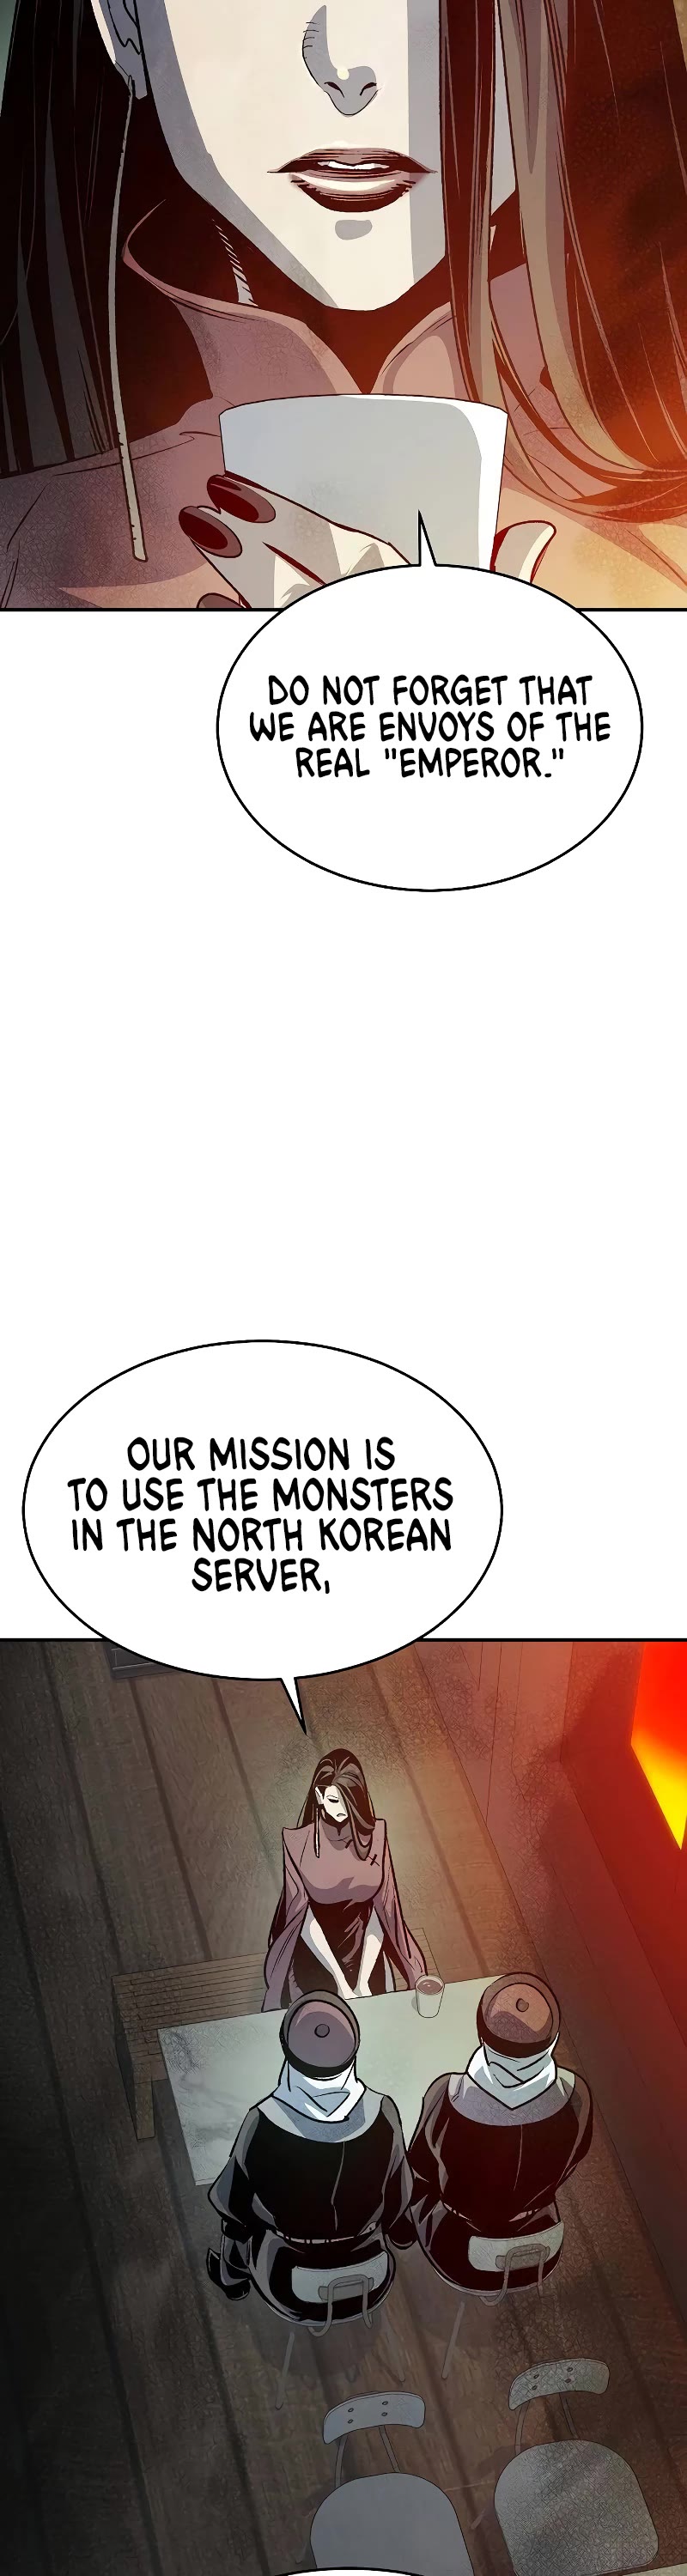 DO NOT FORGET THAT
WE ARE ENVOYS OF THE
REAL "EMPEROR."
OUR MISSION IS
TO USE THE MONSTERS
IN THE NORTH KOREAN
SERVER,